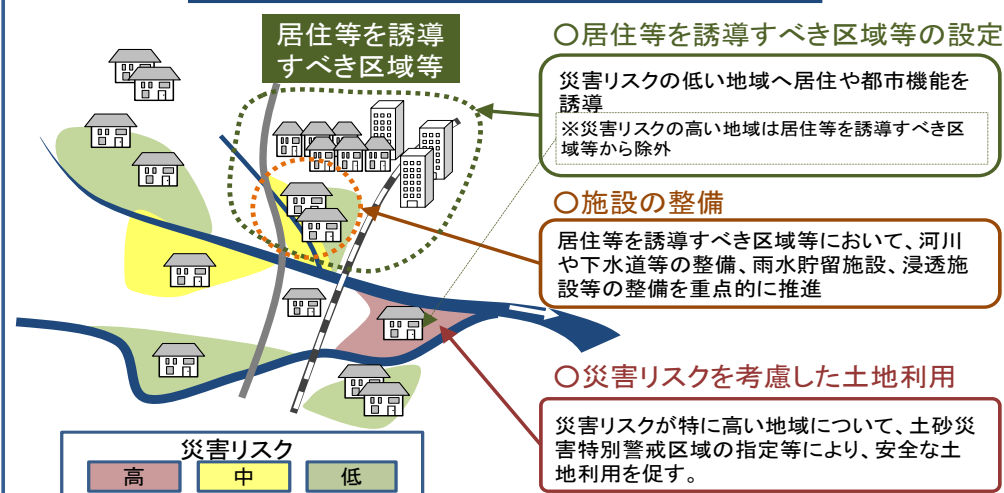 居住等を誘導
すべき区域等
〇居住等を誘導すべき区域等の設定
災害リスクの低い地域へ居住や都市機能を
誘導
※災害リスクの高い地域は居住等を誘導すべき区
域等から除外
〇施設の整備
居住等を誘導すべき区域等において、河川
や下水道等の整備、雨水貯留施設、浸透施
設等の整備を重点的に推進
〇災害リスクを考慮した土地利用
災害リスクが特に高い地域について、土砂災
害特別警戒区域の指定等により、安全な土
地利用を促す。
災害リスク
高
中
低